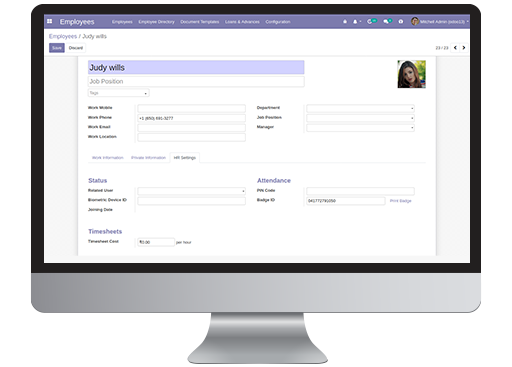 Employees Employees Employee Directory Document Templates Loans & Advances Configuration Mitchell Admin
Employees / Judy wills
Save Discard 23 / 23
Judy wills
Job Position
Tags
Work Mobile Department
Work Phone +1 (650) 691-3277 Job Position
Work Email Manager
Work Location
Work Information Private Information HR Settings
Status Attendance
Related User PIN Code
Biometric Device ID Badge ID 041772791050 Print Badge
Joining Date
Timesheets
Timesheet Cost ₹0.00 per hour